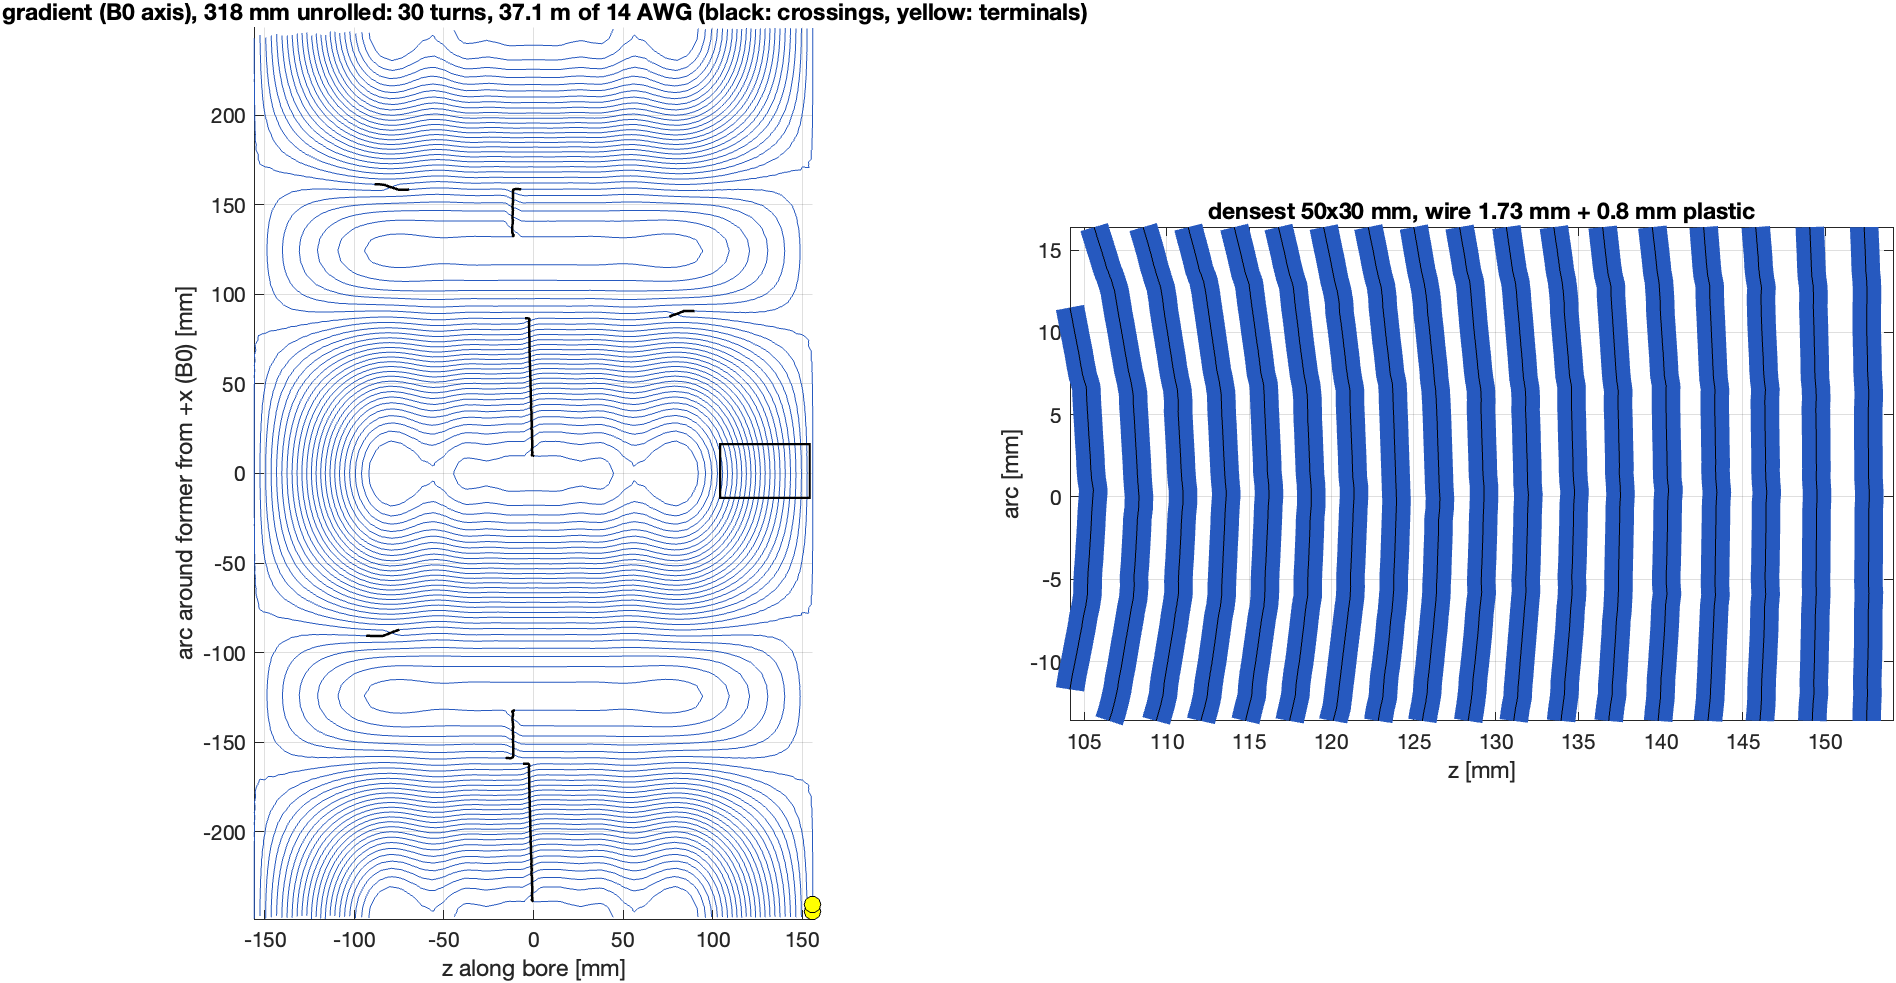 gradient (B0 axis), 318 mm unrolled: 30 turns, 37.1 m of 14 AWG (black: crossings, yellow: terminals)
arc around former from +x (B0) [mm]
200
150
100
50
0
-50
-100
-150
-200
-150 -100 -50 0 50 100 150
z along bore [mm]
densest 50x30 mm, wire 1.73 mm + 0.8 mm plastic
arc [mm]
15
10
5
0
-5
-10
105 110 115 120 125 130 135 140 145 150
z [mm]